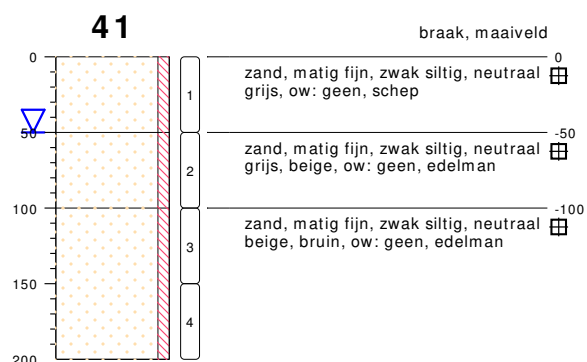 41
braak, maaiveld
0
0
zand, matig fijn, zwak siltig, neutraal
grijs, ow: geen, schep
1
50
-50
zand, matig fijn, zwak siltig, neutraal
grijs, beige, ow: geen, edelman
2
100
-100
zand, matig fijn, zwak siltig, neutraal
beige, bruin, ow: geen, edelman
3
150
4
200